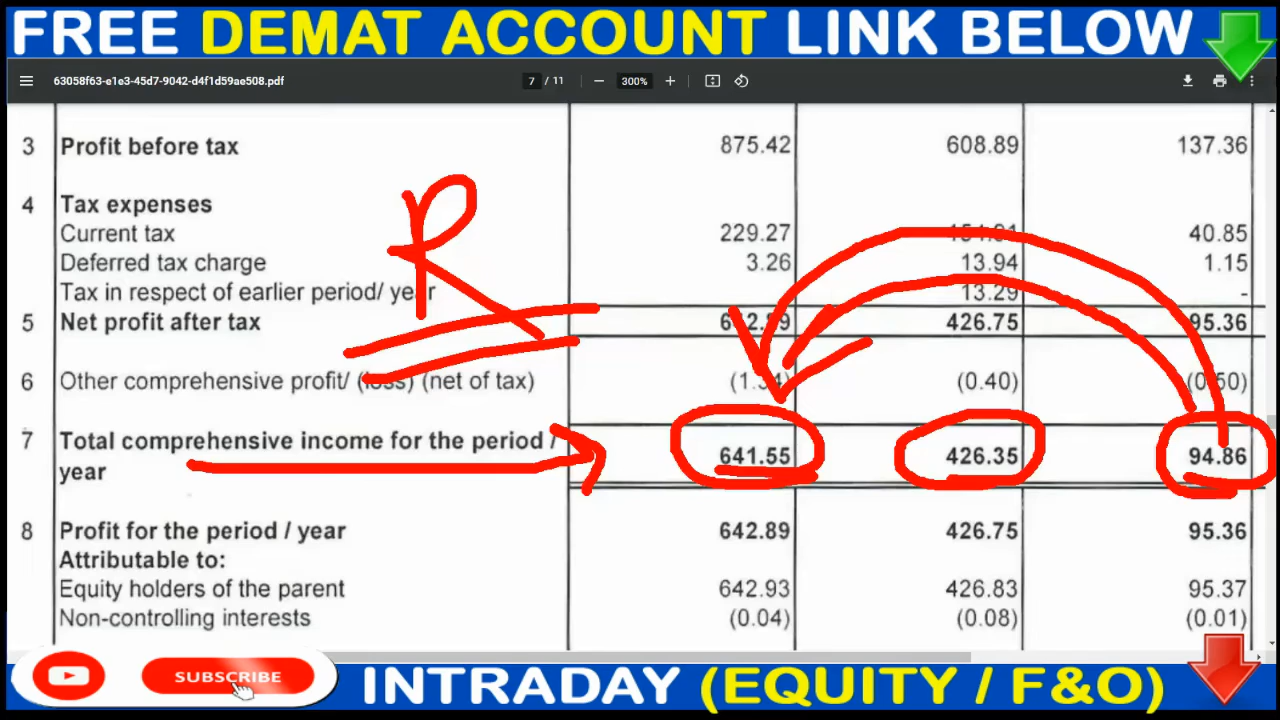 FREE DEMAT ACCOUNT LINK BELOW
63058f63-e1e3-45d7-9042-d4f1d59ae508.pdf 7 / 11 − 300% +
3 Profit before tax 875.42 608.89 137.36
4 Tax expenses
Current tax 229.27 40.85
Deferred tax charge 3.26 13.94 1.15
Tax in respect of earlier period/ year 13.29 -
5 Net profit after tax 426.75 95.36
R
6 Other comprehensive profit/ (loss) (net of tax) (0.40) (0.50)
7 Total comprehensive income for the period / 641.55 426.35 94.86
year
8 Profit for the period / year 642.89 426.75 95.36
Attributable to:
Equity holders of the parent 642.93 426.83 95.37
Non-controlling interests (0.04) (0.08) (0.01)
SUBSCRIBE
INTRADAY (EQUITY / F&O)